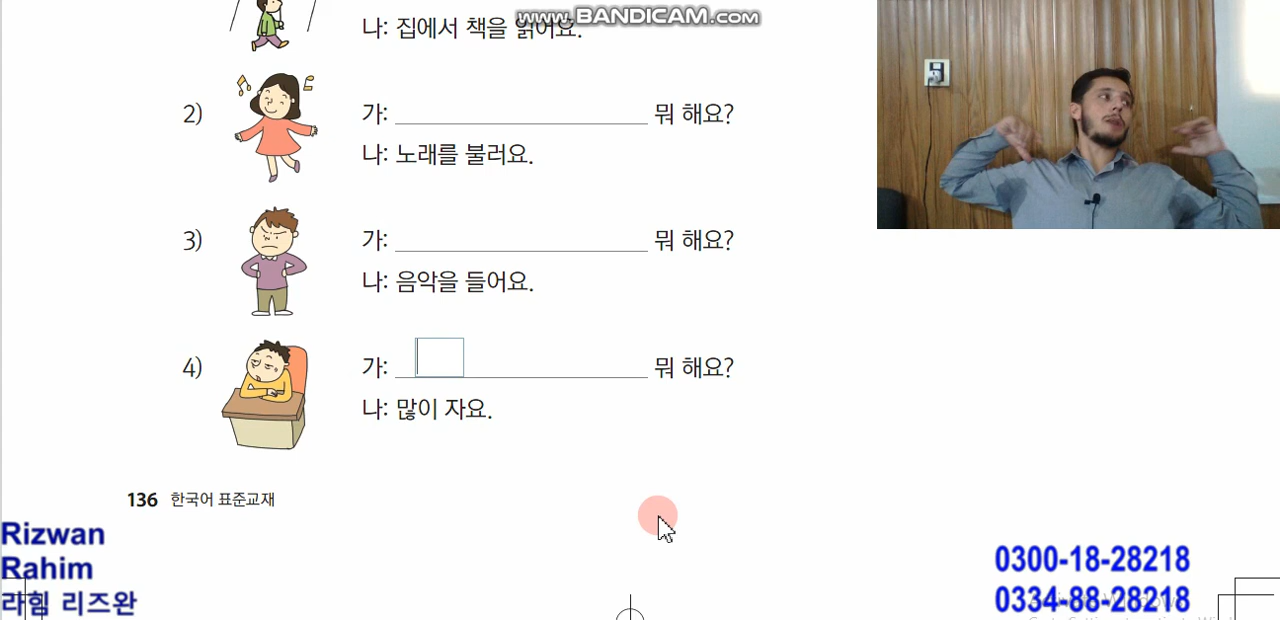 www.BANDICAM.com
나: 집에서 책을 읽어요.
2)
가: 뭐 해요?
나: 노래를 불러요.
3)
가: 뭐 해요?
나: 음악을 들어요.
4)
가: 뭐 해요?
나: 많이 자요.
136 한국어 표준교재
Rizwan
Rahim
라힘 리즈완
0300-18-28218
0334-88-28218